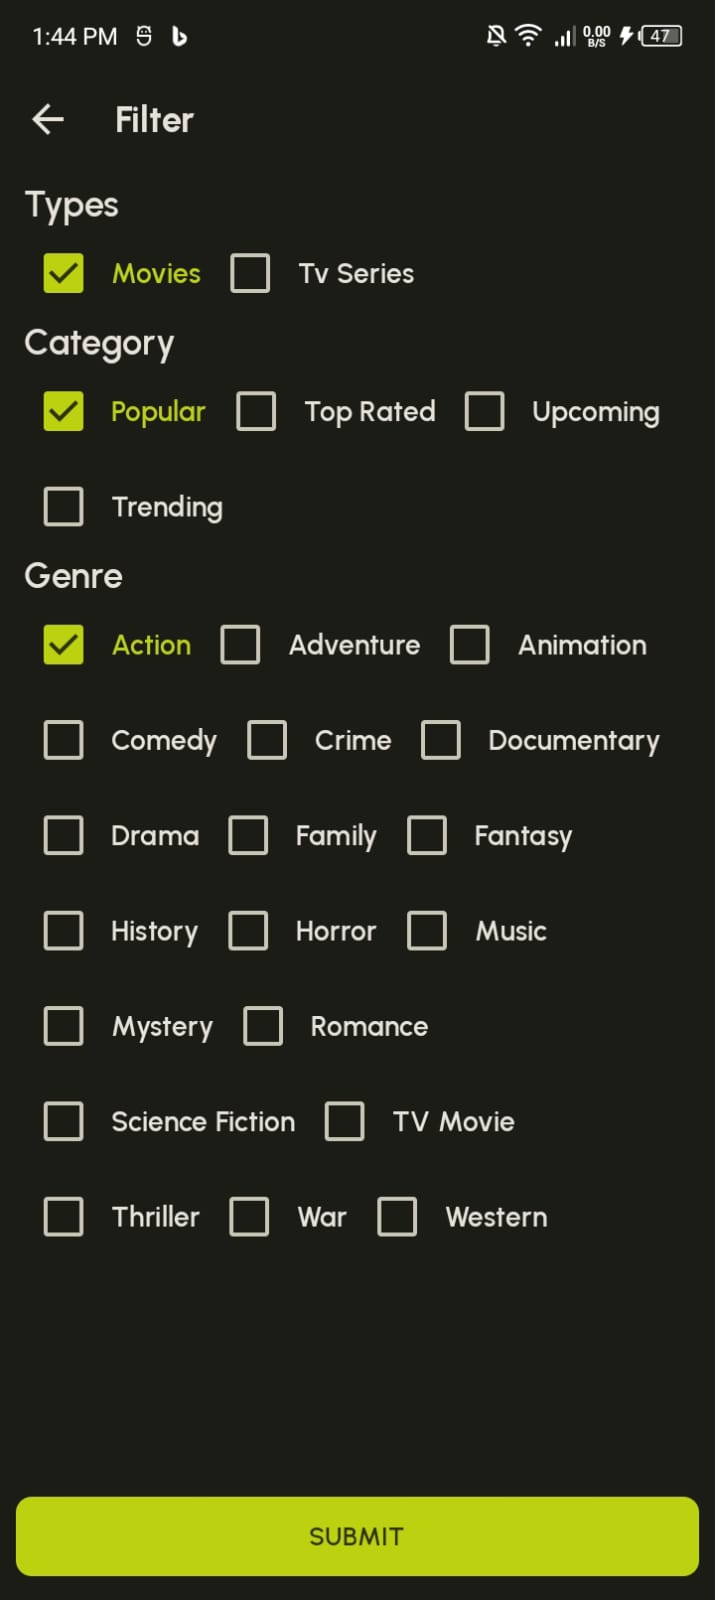 1:44 PM 0.00 B/S 47
Filter
Types
Movies Tv Series
Category
Popular Top Rated Upcoming
Trending
Genre
Action Adventure Animation
Comedy Crime Documentary
Drama Family Fantasy
History Horror Music
Mystery Romance
Science Fiction TV Movie
Thriller War Western
SUBMIT